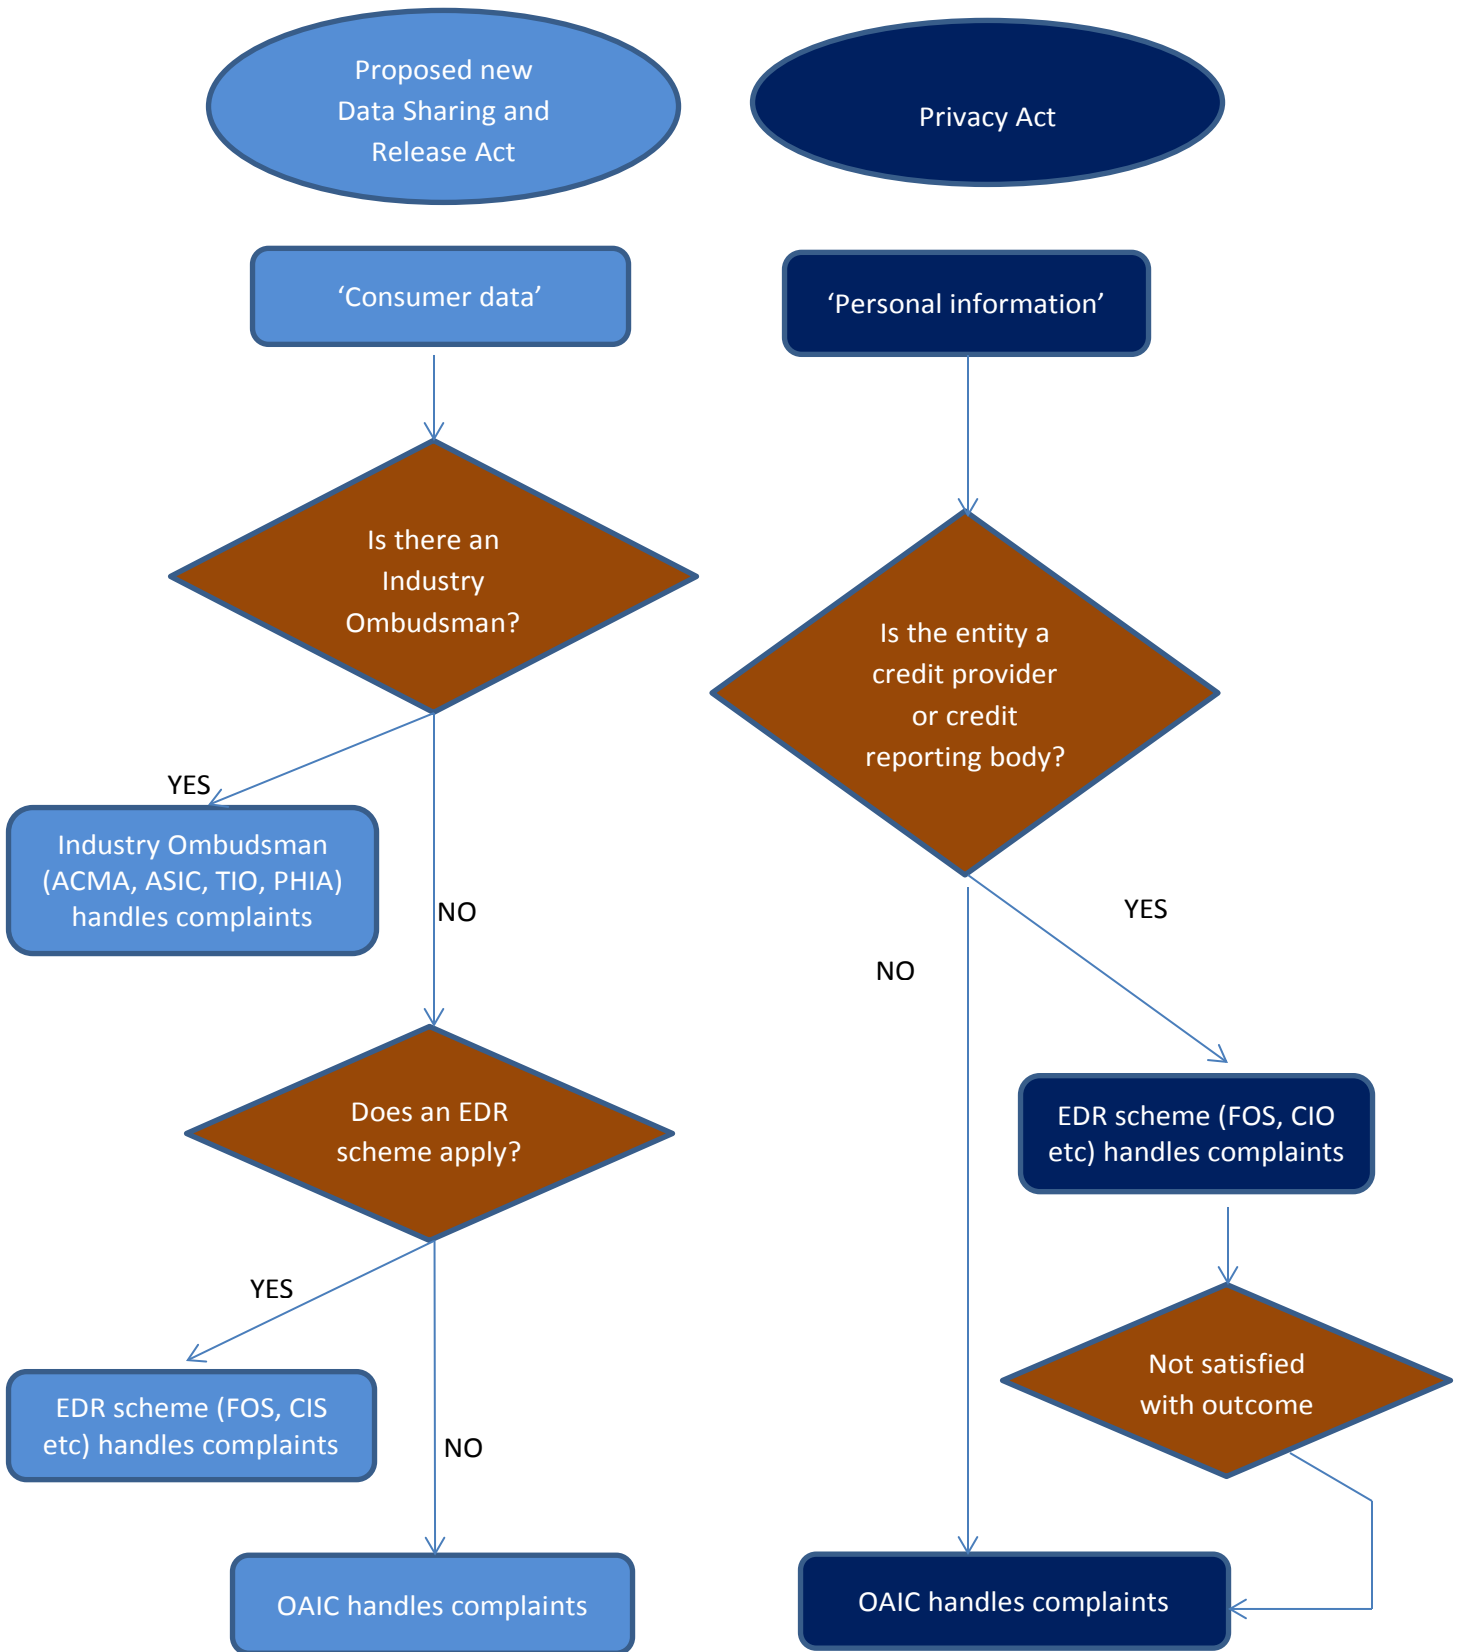 Proposed new
Data Sharing and
Release Act
Privacy Act
‘Consumer data’
‘Personal information’
Is there an
Industry
Ombudsman?
Is the entity a
credit provider
or credit
reporting body?
YES
Industry Ombudsman
(ACMA, ASIC, TIO, PHIA)
handles complaints
NO
YES
NO
Does an EDR
scheme apply?
EDR scheme (FOS, CIO
etc) handles complaints
YES
Not satisfied
with outcome
EDR scheme (FOS, CIS
etc) handles complaints
NO
OAIC handles complaints
OAIC handles complaints